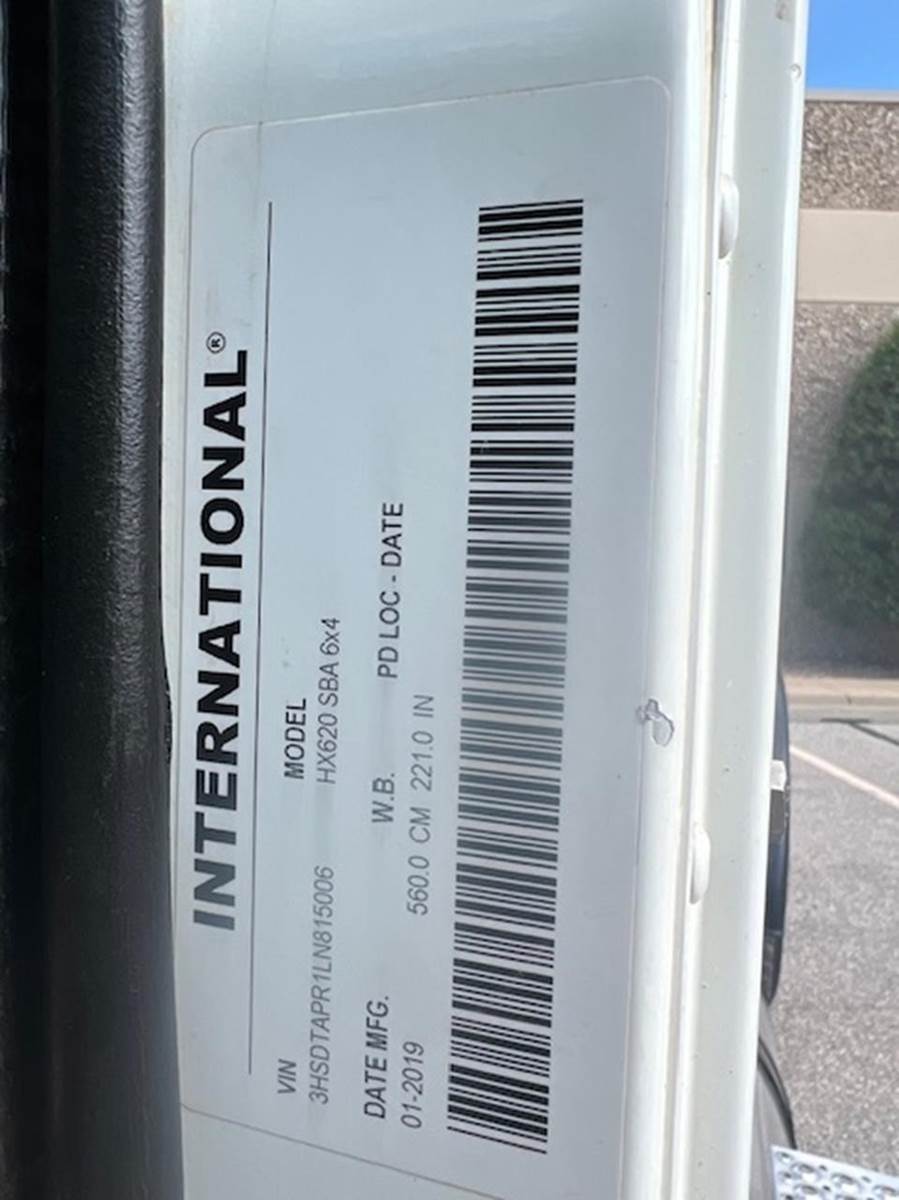 INTERNATIONAL®
VIN MODEL
3HSDTAPR1LN815006 HX620 SBA 6x4
DATE MFG. W.B. PD LOC - DATE
01-2019 560.0 CM 221.0 IN